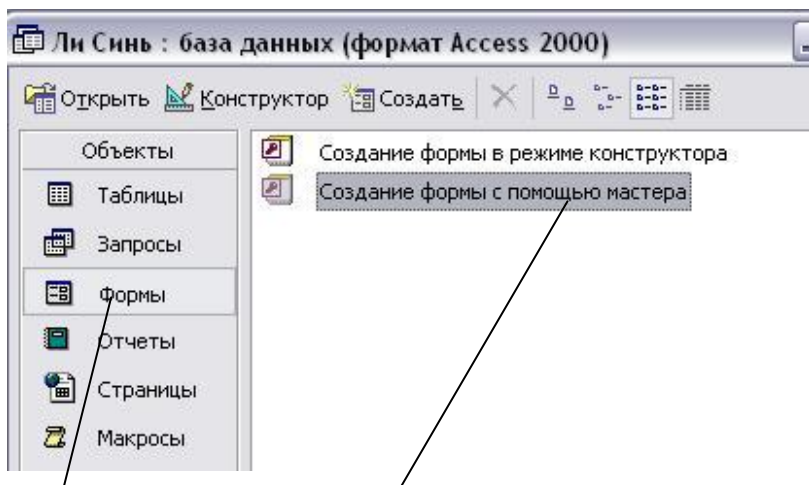 Ли Синь : база данных (формат Access 2000)
Открыть Конструктор Создать
Объекты
Таблицы
Запросы
Формы
Отчеты
Страницы
Макросы
Создание формы в режиме конструктора
Создание формы с помощью мастера